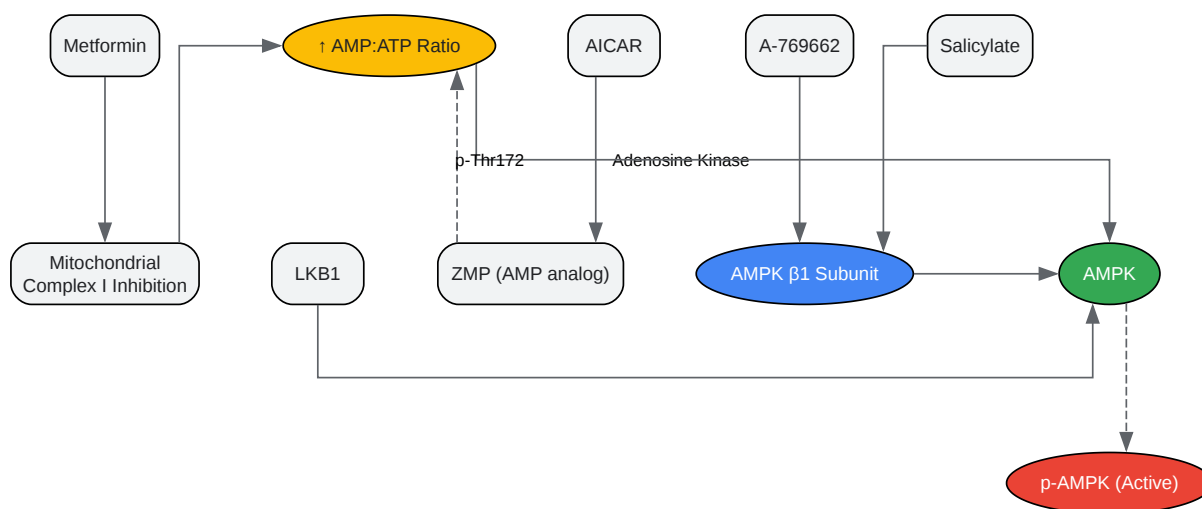 Metformin
↑ AMP:ATP Ratio
AICAR
A-769662
Salicylate
p-Thr172
Adenosine Kinase
Mitochondrial
Complex I Inhibition
LKB1
ZMP (AMP analog)
AMPK β1 Subunit
AMPK
p-AMPK (Active)